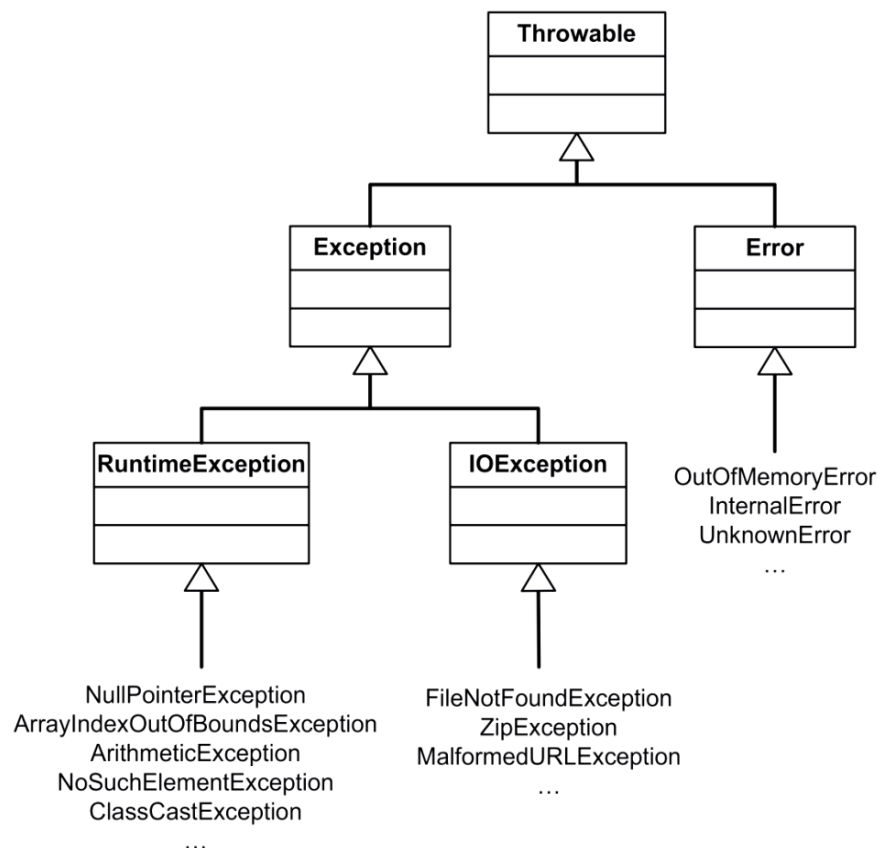 Throwable
Exception
Error
RuntimeException
IOException
OutOfMemoryError
InternalError
UnknownError
...
NullPointerException
ArrayIndexOutOfBoundsException
ArithmeticException
NoSuchElementException
ClassCastException
...
FileNotFoundException
ZipException
MalformedURLException
...